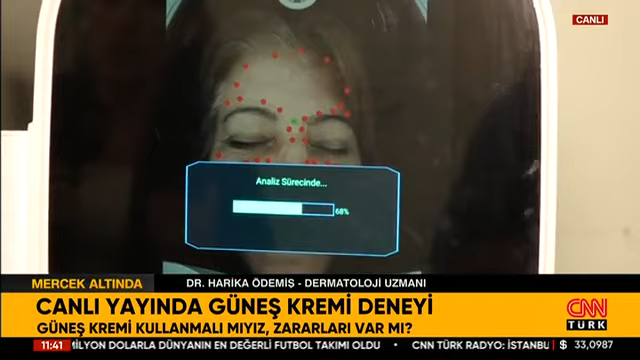 CANLI
Analiz Sürecinde...
68%
MERCEK ALTINDA
DR. HARİKA ÖDEMİŞ - DERMATOLOJİ UZMANI
CANLI YAYINDA GÜNEŞ KREMİ DENEYİ
GÜNEŞ KREMİ KULLANMALI MIYIZ, ZARARLARI VAR MI?
CNN
TÜRK
11:41 MİLYON DOLARLA DÜNYANIN EN DEĞERLİ FUTBOL TAKIMI OLDU • CNN TÜRK RADYO: İSTANBU $ 33,0987